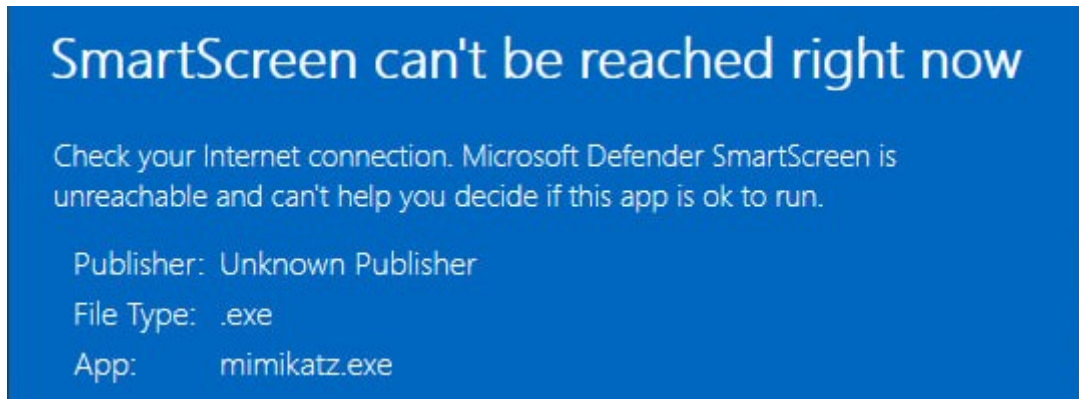 SmartScreen can't be reached right now
Check your Internet connection. Microsoft Defender SmartScreen is
unreachable and can't help you decide if this app is ok to run.
Publisher: Unknown Publisher
File Type: .exe
App: mimikatz.exe